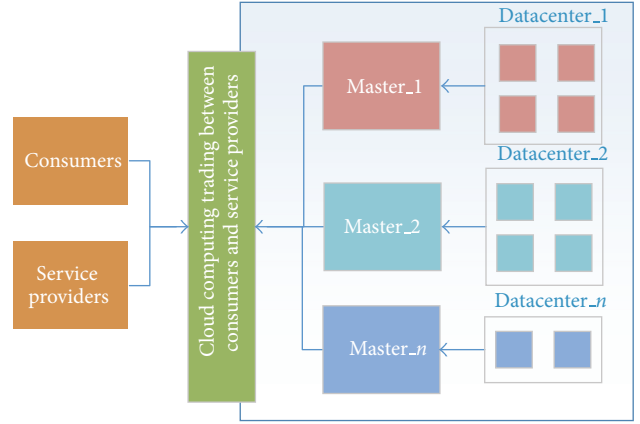 Consumers
Service
providers
Cloud computing trading between
consumers and service providers
Datacenter_1
Master_1
Datacenter_2
Master_2
Datacenter_n
Master_n